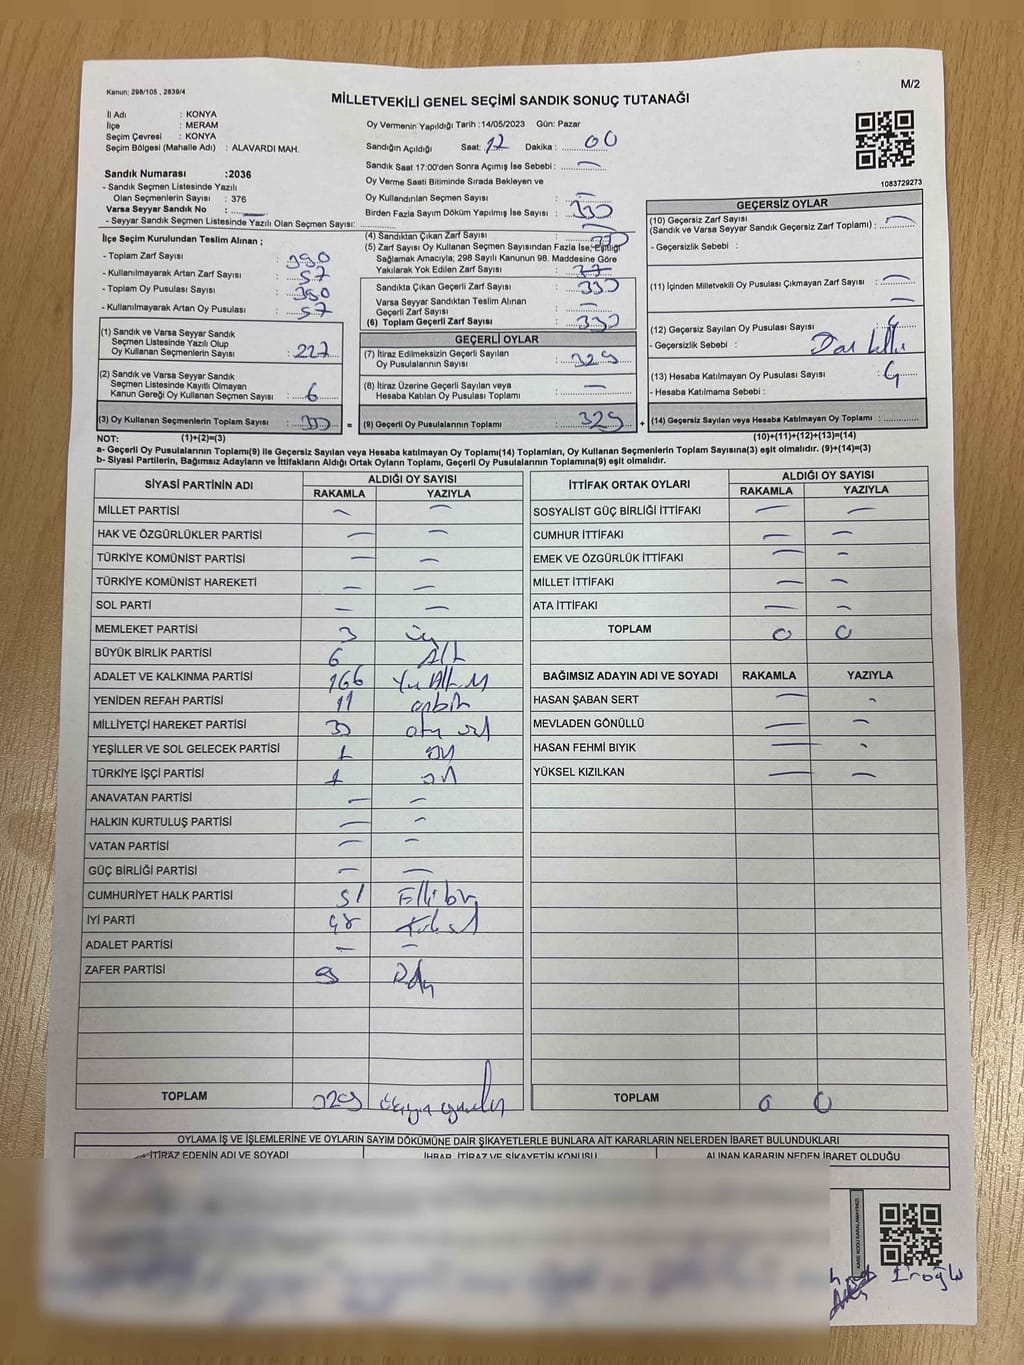 Kanun; 298/105 , 2839/4
M/2
MİLLETVEKİLİ GENEL SEÇİMİ SANDIK SONUÇ TUTANAĞI
İl Adı : KONYA
İlçe : MERAM
Seçim Çevresi : KONYA
Seçim Bölgesi (Mahalle Adı) : ALAVARDI MAH.
Oy Vermenin Yapıldığı Tarih :14/05/2023 Gün: Pazar
Sandığın Açıldığı Saat: 17 Dakika : 00
Sandık Saat 17:00'den Sonra Açımış İse Sebebi : —
Oy Verme Saati Bitiminde Sırada Bekleyen ve
Oy Kullandırılan Seçmen Sayısı : —
Birden Fazla Sayım Döküm Yapılmış İse Sayısı : 333
1083729273
Sandık Numarası :2036
- Sandık Seçmen Listesinde Yazılı
Olan Seçmenlerin Sayısı : 376
Varsa Seyyar Sandık No :
- Seyyar Sandık Seçmen Listesinde Yazılı Olan Seçmen Sayısı:
İlçe Seçim Kurulundan Teslim Alınan ;
- Toplam Zarf Sayısı : 390
- Kullanılmayarak Artan Zarf Sayısı : 57
- Toplam Oy Pusulası Sayısı : 390
- Kullanılmayarak Artan Oy Pusulası : 57
(1) Sandık ve Varsa Seyyar Sandık
Seçmen Listesinde Yazılı Olup
Oy Kullanan Seçmenlerin Sayısı : 227
(2) Sandık ve Varsa Seyyar Sandık
Seçmen Listesinde Kayıtlı Olmayan
Kanun Gereği Oy Kullanan Seçmen Sayısı : 6
(3) Oy Kullanan Seçmenlerin Toplam Sayısı : 333 =
(4) Sandıktan Çıkan Zarf Sayısı :
(5) Zarf Sayısı Oy Kullanan Seçmen Sayısından Fazla İse, Eşitliği
Sağlamak Amacıyla; 298 Sayılı Kanunun 98. Maddesine Göre
Yakılarak Yok Edilen Zarf Sayısı :
Sandıkta Çıkan Geçerli Zarf Sayısı : 333
Varsa Seyyar Sandıktan Teslim Alınan
Geçerli Zarf Sayısı : —
(6) Toplam Geçerli Zarf Sayısı : 333
GEÇERLİ OYLAR
(7) İtiraz Edilmeksizin Geçerli Sayılan
Oy Pusulalarının Sayısı : 329
(8) İtiraz Üzerine Geçerli Sayılan veya
Hesaba Katılan Oy Pusulası Toplamı : —
(9) Geçerli Oy Pusulalarının Toplamı : 329 +
GEÇERSİZ OYLAR
(10) Geçersiz Zarf Sayısı
(Sandık ve Varsa Seyyar Sandık Geçersiz Zarf Toplamı) : —
- Geçersizlik Sebebi :
(11) İçinden Milletvekili Oy Pusulası Çıkmayan Zarf Sayısı : —
(12) Geçersiz Sayılan Oy Pusulası Sayısı :
- Geçersizlik Sebebi :
(13) Hesaba Katılmayan Oy Pusulası Sayısı : 4
- Hesaba Katılmama Sebebi :
(14) Geçersiz Sayılan veya Hesaba Katılmayan Oy Toplamı :
NOT: (1)+(2)=(3) (10)+(11)+(12)+(13)=(14)
a- Geçerli Oy Pusulalarının Toplamı(9) ile Geçersiz Sayılan veya Hesaba Katılmayan Oy Toplamı(14) Toplamları, Oy Kullanan Seçmenlerin Toplam Sayısına(3) eşit olmalıdır. (9)+(14)=(3)
b- Siyasi Partilerin, Bağımsız Adayların ve İttifakların Aldığı Ortak Oyların Toplamı, Geçerli Oy Pusulalarının Toplamına(9) eşit olmalıdır.
SİYASİ PARTİNİN ADI ALDIĞI OY SAYISI
RAKAMLA YAZIYLA
MİLLET PARTİSİ — —
HAK VE ÖZGÜRLÜKLER PARTİSİ — —
TÜRKİYE KOMÜNİST PARTİSİ — —
TÜRKİYE KOMÜNİST HAREKETİ — —
SOL PARTİ — —
MEMLEKET PARTİSİ 3 üç
BÜYÜK BİRLİK PARTİSİ 6 Altı
ADALET VE KALKINMA PARTİSİ 166
YENİDEN REFAH PARTİSİ 11 onbir
MİLLİYETÇİ HAREKET PARTİSİ
YEŞİLLER VE SOL GELECEK PARTİSİ 1
TÜRKİYE İŞÇİ PARTİSİ 1
ANAVATAN PARTİSİ — —
HALKIN KURTULUŞ PARTİSİ — —
VATAN PARTİSİ — —
GÜÇ BİRLİĞİ PARTİSİ — —
CUMHURİYET HALK PARTİSİ 51 Elli bir
İYİ PARTİ 48
ADALET PARTİSİ — —
ZAFER PARTİSİ
TOPLAM 329
İTTİFAK ORTAK OYLARI ALDIĞI OY SAYISI
RAKAMLA YAZIYLA
SOSYALİST GÜÇ BİRLİĞİ İTTİFAKI — —
CUMHUR İTTİFAKI — —
EMEK VE ÖZGÜRLÜK İTTİFAKI — —
MİLLET İTTİFAKI — —
ATA İTTİFAKI — —
TOPLAM 0 0
BAĞIMSIZ ADAYIN ADI VE SOYADI RAKAMLA YAZIYLA
HASAN ŞABAN SERT — -
MEVLADEN GÖNÜLLÜ — —
HASAN FEHMİ BIYIK — -
YÜKSEL KIZILKAN — —
TOPLAM 0 0
OYLAMA İŞ VE İŞLEMLERİNE VE OYLARIN SAYIM DÖKÜMÜNE DAİR ŞİKAYETLERLE BUNLARA AİT KARARLARIN NELERDEN İBARET BULUNDUKLARI
İTİRAZ EDENİN ADI VE SOYADI İHBAR, İTİRAZ VE ŞİKAYETİN KONUSU ALINAN KARARIN NEDEN İBARET OLDUĞU